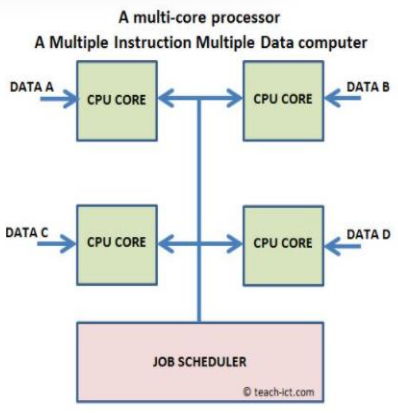 A multi-core processor
A Multiple Instruction Multiple Data computer
DATA A
CPU CORE
CPU CORE
DATA B
DATA C
CPU CORE
CPU CORE
DATA D
JOB SCHEDULER
© teach-ict.com